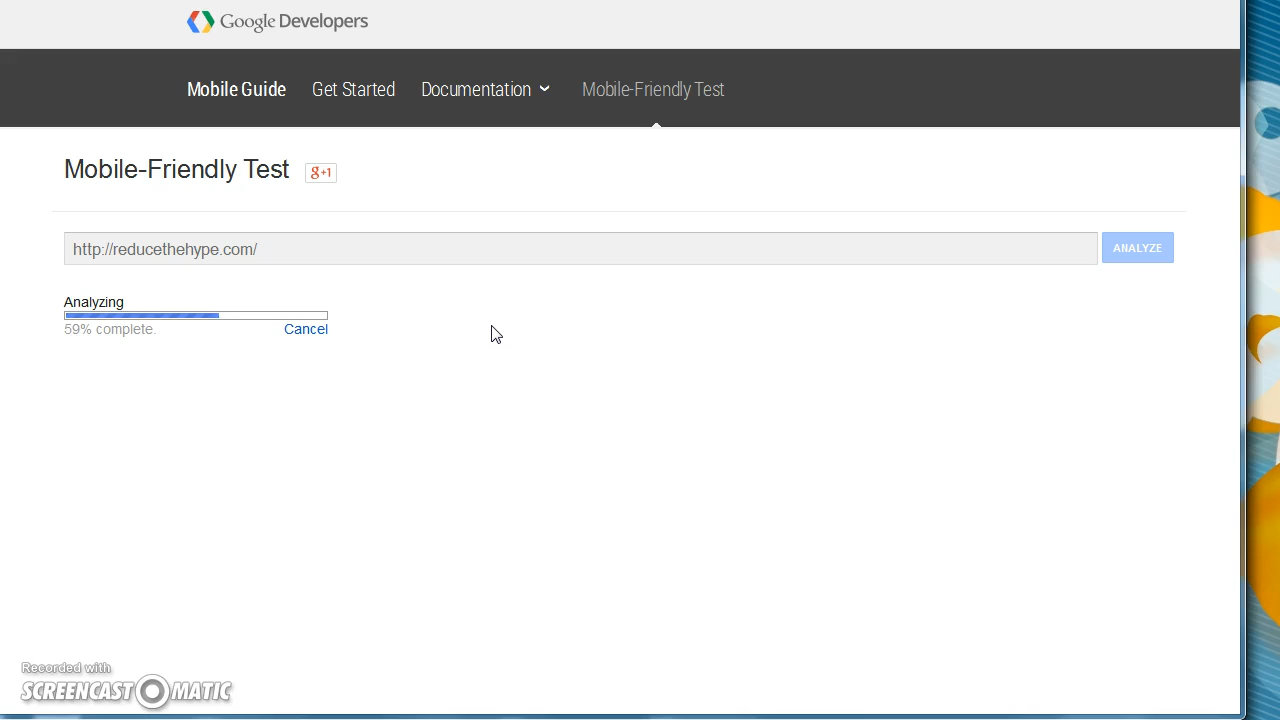 Google Developers
Mobile Guide Get Started Documentation Mobile-Friendly Test
Mobile-Friendly Test g+1
http://reducethehype.com/ ANALYZE
Analyzing
59% complete. Cancel
Recorded with
SCREENCAST-O-MATIC